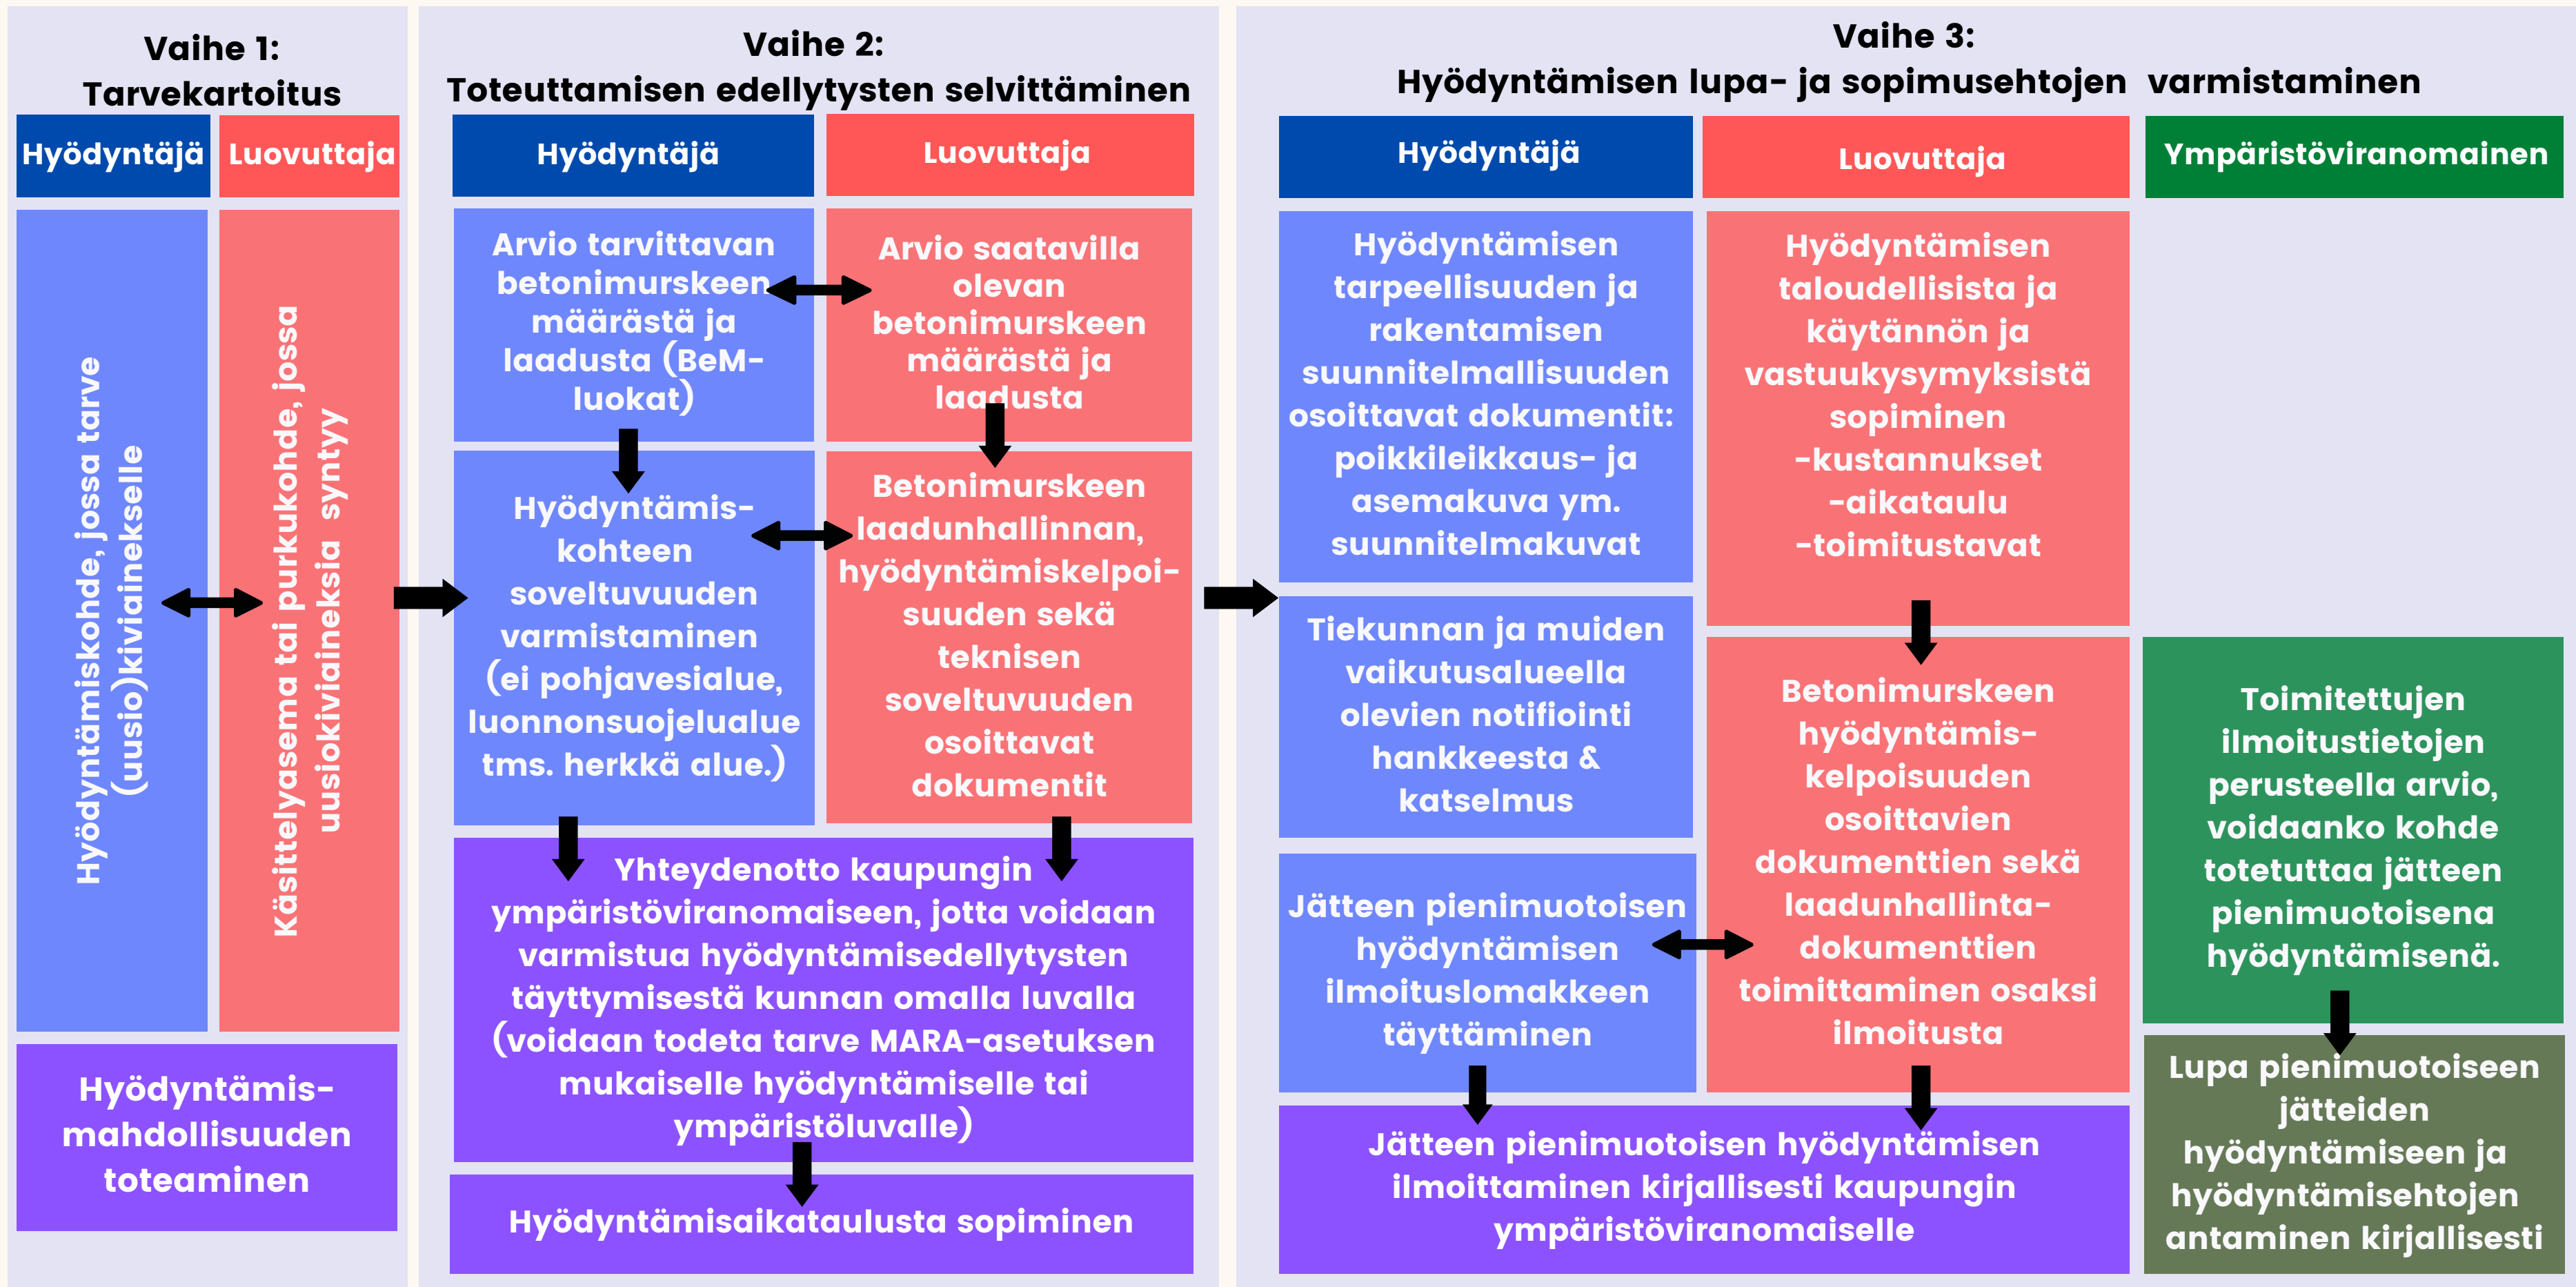 Vaihe 1:
Tarvekartoitus
Hyödyntäjä
Luovuttaja
Hyödyntämiskohde, jossa tarve
(uusio)kiviainekselle
Käsittelyasema tai purkukohde, jossa
uusiokiviaineksia syntyy
Hyödyntämis-
mahdollisuuden
toteaminen
Vaihe 2:
Toteuttamisen edellytysten selvittäminen
Hyödyntäjä
Luovuttaja
Arvio tarvittavan
betonimurskeen
määrästä ja
laadusta (BeM-
luokat)
Arvio saatavilla
olevan
betonimurskeen
määrästä ja
laadusta
Hyödyntämis-
kohteen
soveltuvuuden
varmistaminen
(ei pohjavesialue,
luonnonsuojelualue
tms. herkkä alue.)
Betonimurskeen
laadunhallinnan,
hyödyntämiskelpoi-
suuden sekä
teknisen
soveltuvuuden
osoittavat
dokumentit
Yhteydenotto kaupungin
ympäristöviranomaiseen, jotta voidaan
varmistua hyödyntämisedellytysten
täyttymisestä kunnan omalla luvalla
(voidaan todeta tarve MARA-asetuksen
mukaiselle hyödyntämiselle tai
ympäristöluvalle)
Hyödyntämisaikataulusta sopiminen
Vaihe 3:
Hyödyntämisen lupa- ja sopimusehtojen varmistaminen
Hyödyntäjä
Luovuttaja
Ympäristöviranomainen
Hyödyntämisen
tarpeellisuuden ja
rakentamisen
suunnitelmallisuuden
osoittavat dokumentit:
poikkileikkaus- ja
asemakuva ym.
suunnitelmakuvat
Tiekunnan ja muiden
vaikutusalueella
olevien notifiointi
hankkeesta &
katselmus
Jätteen pienimuotoisen
hyödyntämisen
ilmoituslomakkeen
täyttäminen
Hyödyntämisen
taloudellisista ja
käytännön ja
vastuukysymyksistä
sopiminen
-kustannukset
-aikataulu
-toimitustavat
Betonimurskeen
hyödyntämis-
kelpoisuuden
osoittavien
dokumenttien sekä
laadunhallinta-
dokumenttien
toimittaminen osaksi
ilmoitusta
Jätteen pienimuotoisen hyödyntämisen
ilmoittaminen kirjallisesti kaupungin
ympäristöviranomaiselle
Toimitettujen
ilmoitustietojen
perusteella arvio,
voidaanko kohde
totetuttaa jätteen
pienimuotoisena
hyödyntämisenä.
Lupa pienimuotoiseen
jätteiden
hyödyntämiseen ja
hyödyntämisehtojen
antaminen kirjallisesti